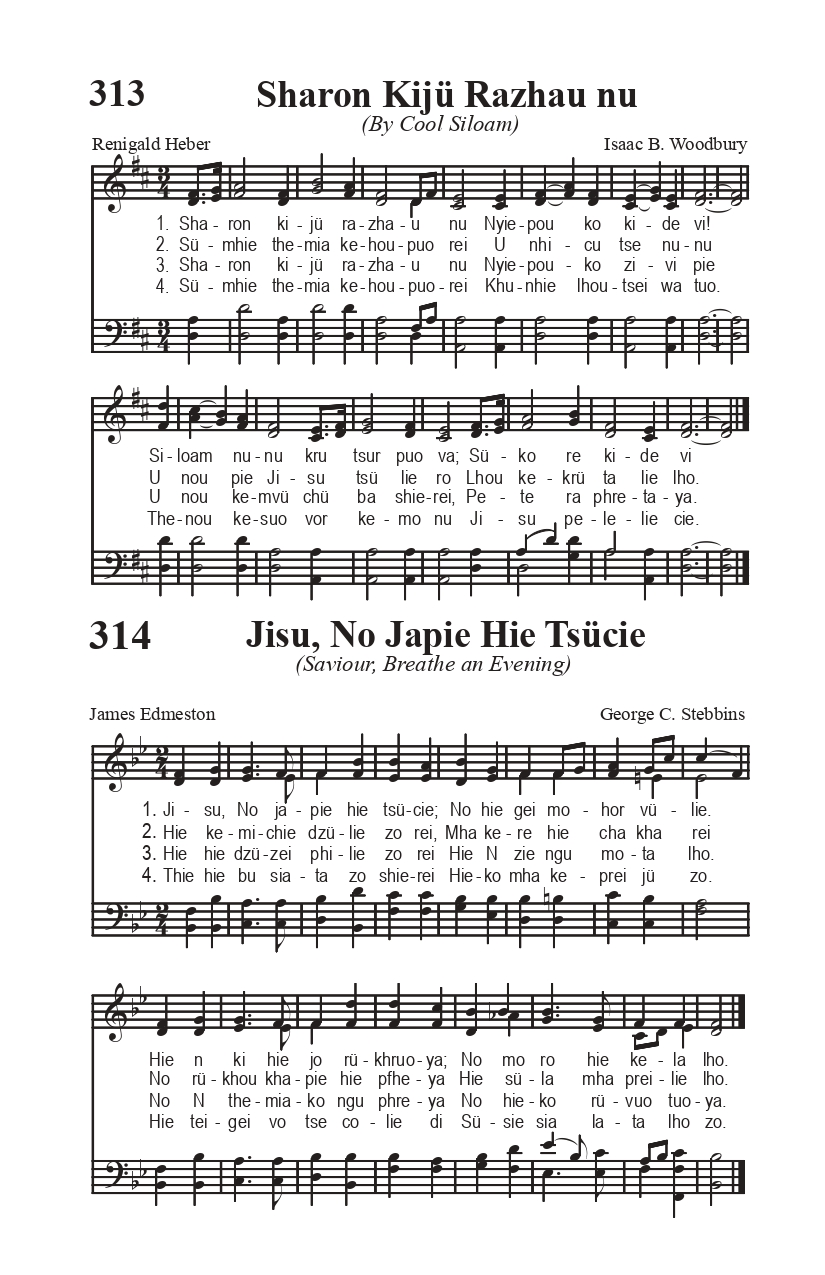 313
Sharon Kijü Razhau nu
(By Cool Siloam)
Renigald Heber
Isaac B. Woodbury
1. Sha-ron ki-jü ra-zha-u nu Nyie-pou ko ki-de vi!
2. Sü-mhie the-mia ke-hou-puo rei U nhi-cu tse nu-nu
3. Sha-ron ki-jü ra-zha-u nu Nyie-pou-ko zi-vi pie
4. Sü-mhie the-mia ke-hou-puo-rei Khu-nhie lhou-tsei wa tuo.
Si-loam nu-nu kru tsur puo va; Sü-ko re ki-de vi
U nou pie Ji-su tsü lie ro Lhou ke-krü ta lie lho.
U nou ke-mvü chü ba shie-rei, Pe-te ra phre-ta-ya.
The-nou ke-suo vor ke-mo nu Ji-su pe-le-lie cie.
314
Jisu, No Japie Hie Tsücie
(Saviour, Breathe an Evening)
James Edmeston
George C. Stebbins
1. Ji-su, No ja-pie hie tsü-cie; No hie gei mo-hor vü-lie.
2. Hie ke-mi-chie dzü-lie zo rei, Mha ke-re hie cha kha rei
3. Hie hie dzü-zei phi-lie zo rei Hie N zie ngu mo-ta lho.
4. Thie hie bu sia-ta zo shie-rei Hie-ko mha ke-prei jü zo.
Hie n ki hie jo rü-khruo-ya; No mo ro hie ke-la lho.
No rü-khou kha-pie hie pfhe-ya Hie sü-la mha prei-lie lho.
No N the-mia-ko ngu phre-ya No hie-ko rü-vuo tuo-ya.
Hie tei-gei vo tse co-lie di Sü-sie sia la-ta lho zo.